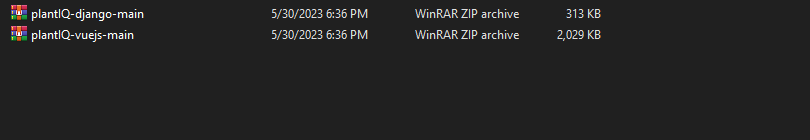 plantIQ-django-main 5/30/2023 6:36 PM WinRAR ZIP archive 313 KB
plantIQ-vuejs-main 5/30/2023 6:36 PM WinRAR ZIP archive 2,029 KB